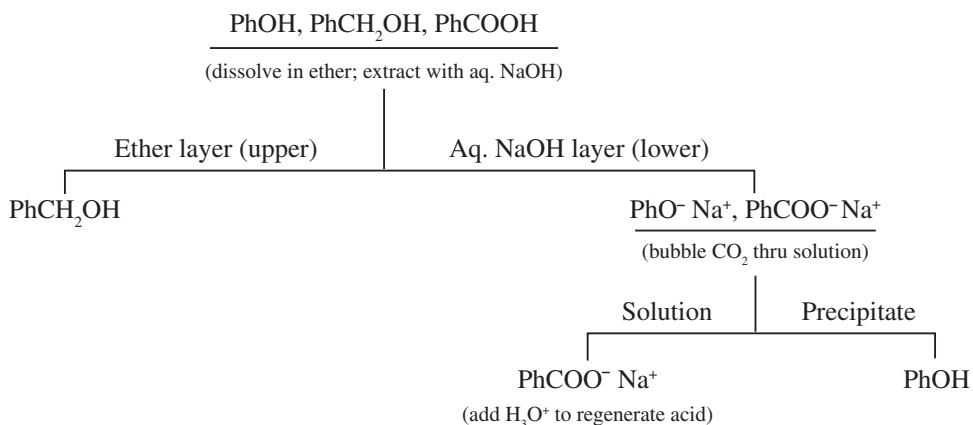 PhOH, PhCH₂OH, PhCOOH
(dissolve in ether; extract with aq. NaOH)
Ether layer (upper)
Aq. NaOH layer (lower)
PhCH₂OH
PhO⁻ Na⁺, PhCOO⁻ Na⁺
(bubble CO₂ thru solution)
Solution
Precipitate
PhCOO⁻ Na⁺
PhOH
(add H₃O⁺ to regenerate acid)